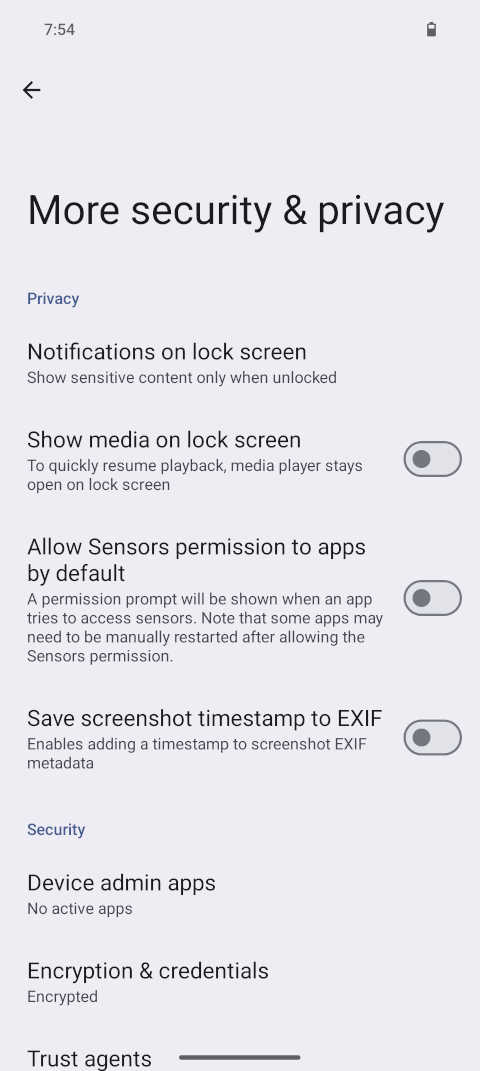 7:54
More security & privacy
Privacy
Notifications on lock screen
Show sensitive content only when unlocked
Show media on lock screen
To quickly resume playback, media player stays
open on lock screen
Allow Sensors permission to apps
by default
A permission prompt will be shown when an app
tries to access sensors. Note that some apps may
need to be manually restarted after allowing the
Sensors permission.
Save screenshot timestamp to EXIF
Enables adding a timestamp to screenshot EXIF
metadata
Security
Device admin apps
No active apps
Encryption & credentials
Encrypted
Trust agents